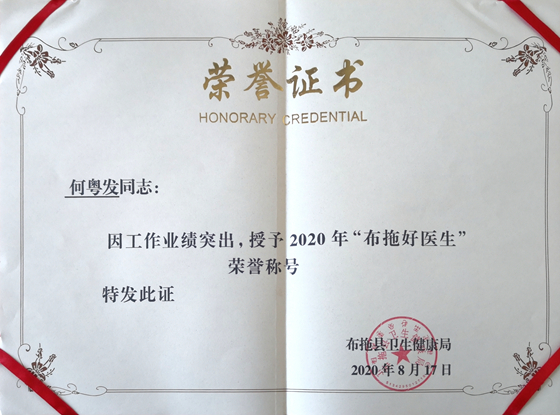 荣誉证书
HONORARY CREDENTIAL
何粤发同志：
因工作业绩突出，授予2020年“布拖好医生”
荣誉称号
特发此证
布拖县卫生健康局
2020年8月17日